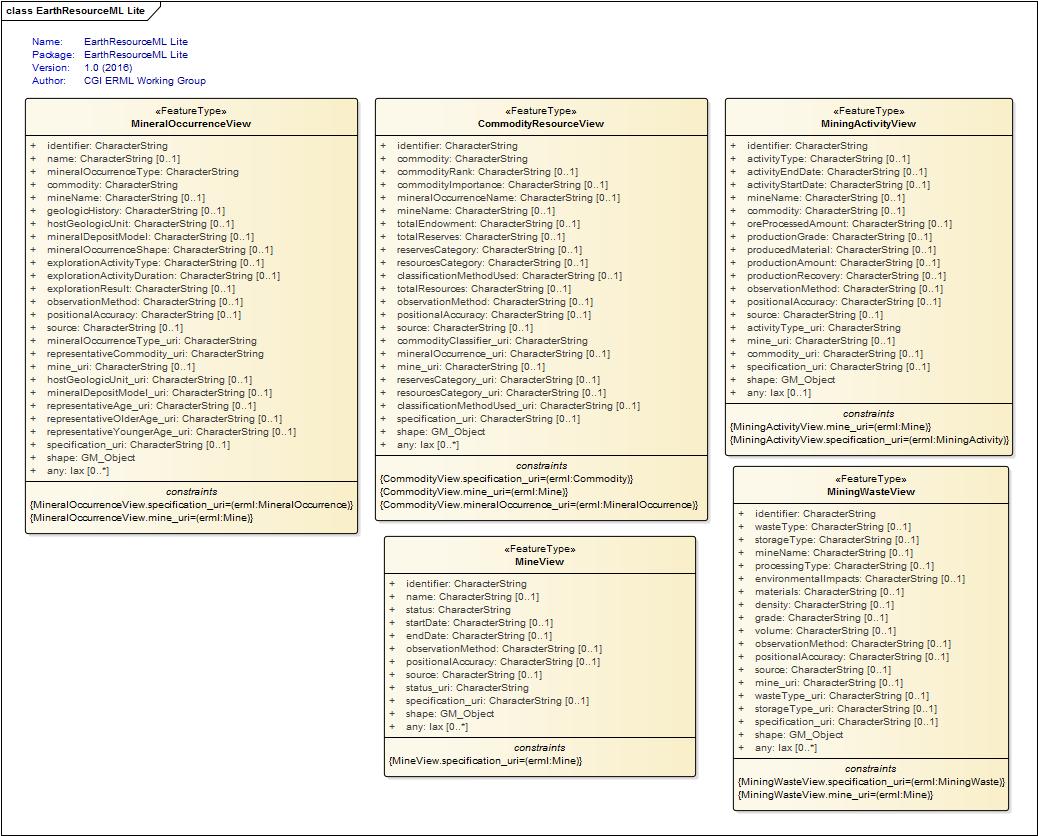 class EarthResourceML Lite
Name: EarthResourceML Lite
Package: EarthResourceML Lite
Version: 1.0 (2016)
Author: CGI ERML Working Group
«FeatureType»
MineralOccurrenceView
+ identifier: CharacterString
+ name: CharacterString [0..1]
+ mineralOccurrenceType: CharacterString
+ commodity: CharacterString
+ mineName: CharacterString [0..1]
+ geologicHistory: CharacterString [0..1]
+ hostGeologicUnit: CharacterString [0..1]
+ mineralDepositModel: CharacterString [0..1]
+ mineralOccurrenceShape: CharacterString [0..1]
+ explorationActivityType: CharacterString [0..1]
+ explorationActivityDuration: CharacterString [0..1]
+ explorationResult: CharacterString [0..1]
+ observationMethod: CharacterString [0..1]
+ positionalAccuracy: CharacterString [0..1]
+ source: CharacterString [0..1]
+ mineralOccurrenceType_uri: CharacterString
+ representativeCommodity_uri: CharacterString
+ mine_uri: CharacterString [0..1]
+ hostGeologicUnit_uri: CharacterString [0..1]
+ mineralDepositModel_uri: CharacterString [0..1]
+ representativeAge_uri: CharacterString [0..1]
+ representativeOlderAge_uri: CharacterString [0..1]
+ representativeYoungerAge_uri: CharacterString [0..1]
+ specification_uri: CharacterString [0..1]
+ shape: GM_Object
+ any: lax [0..*]
constraints
{MineralOccurrenceView.specification_uri=(erml:MineralOccurrence)}
{MineralOccurrenceView.mine_uri=(erml:Mine)}
«FeatureType»
CommodityResourceView
+ identifier: CharacterString
+ commodity: CharacterString
+ commodityRank: CharacterString [0..1]
+ commodityImportance: CharacterString [0..1]
+ mineralOccurrenceName: CharacterString [0..1]
+ mineName: CharacterString [0..1]
+ totalEndowment: CharacterString [0..1]
+ totalReserves: CharacterString [0..1]
+ reservesCategory: CharacterString [0..1]
+ resourcesCategory: CharacterString [0..1]
+ classificationMethodUsed: CharacterString [0..1]
+ totalResources: CharacterString [0..1]
+ observationMethod: CharacterString [0..1]
+ positionalAccuracy: CharacterString [0..1]
+ source: CharacterString [0..1]
+ commodityClassifier_uri: CharacterString
+ mineralOccurrence_uri: CharacterString [0..1]
+ mine_uri: CharacterString [0..1]
+ reservesCategory_uri: CharacterString [0..1]
+ resourcesCategory_uri: CharacterString [0..1]
+ classificationMethodUsed_uri: CharacterString [0..1]
+ specification_uri: CharacterString [0..1]
+ shape: GM_Object
+ any: lax [0..*]
constraints
{CommodityView.specification_uri=(erml:Commodity)}
{CommodityView.mine_uri=(erml:Mine)}
{CommodityView.mineralOccurrence_uri=(erml:MineralOccurrence)}
«FeatureType»
MiningActivityView
+ identifier: CharacterString
+ activityType: CharacterString [0..1]
+ activityEndDate: CharacterString [0..1]
+ activityStartDate: CharacterString [0..1]
+ mineName: CharacterString [0..1]
+ commodity: CharacterString [0..1]
+ oreProcessedAmount: CharacterString [0..1]
+ productionGrade: CharacterString [0..1]
+ producedMaterial: CharacterString [0..1]
+ productionAmount: CharacterString [0..1]
+ productionRecovery: CharacterString [0..1]
+ observationMethod: CharacterString [0..1]
+ positionalAccuracy: CharacterString [0..1]
+ source: CharacterString [0..1]
+ activityType_uri: CharacterString
+ mine_uri: CharacterString [0..1]
+ commodity_uri: CharacterString [0..1]
+ specification_uri: CharacterString [0..1]
+ shape: GM_Object
+ any: lax [0..1]
constraints
{MiningActivityView.mine_uri=(erml:Mine)}
{MiningActivityView.specification_uri=(erml:MiningActivity)}
«FeatureType»
MineView
+ identifier: CharacterString
+ name: CharacterString [0..1]
+ status: CharacterString
+ startDate: CharacterString [0..1]
+ endDate: CharacterString [0..1]
+ observationMethod: CharacterString [0..1]
+ positionalAccuracy: CharacterString [0..1]
+ source: CharacterString [0..1]
+ status_uri: CharacterString
+ specification_uri: CharacterString [0..1]
+ shape: GM_Object
+ any: lax [0..*]
constraints
{MineView.specification_uri=(erml:Mine)}
«FeatureType»
MiningWasteView
+ identifier: CharacterString
+ wasteType: CharacterString [0..1]
+ storageType: CharacterString [0..1]
+ mineName: CharacterString [0..1]
+ processingType: CharacterString [0..1]
+ environmentalImpacts: CharacterString [0..1]
+ materials: CharacterString [0..1]
+ density: CharacterString [0..1]
+ grade: CharacterString [0..1]
+ volume: CharacterString [0..1]
+ observationMethod: CharacterString [0..1]
+ positionalAccuracy: CharacterString [0..1]
+ source: CharacterString [0..1]
+ mine_uri: CharacterString [0..1]
+ wasteType_uri: CharacterString [0..1]
+ storageType_uri: CharacterString [0..1]
+ specification_uri: CharacterString [0..1]
+ shape: GM_Object
+ any: lax [0..*]
constraints
{MiningWasteView.specification_uri=(erml:MiningWaste)}
{MiningWasteView.mine_uri=(erml:Mine)}